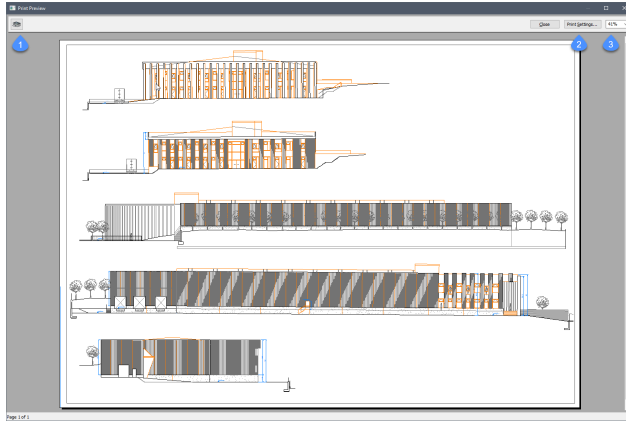 Print Preview
Close
Print Settings...
41%
1
2
3
Page 1 of 1